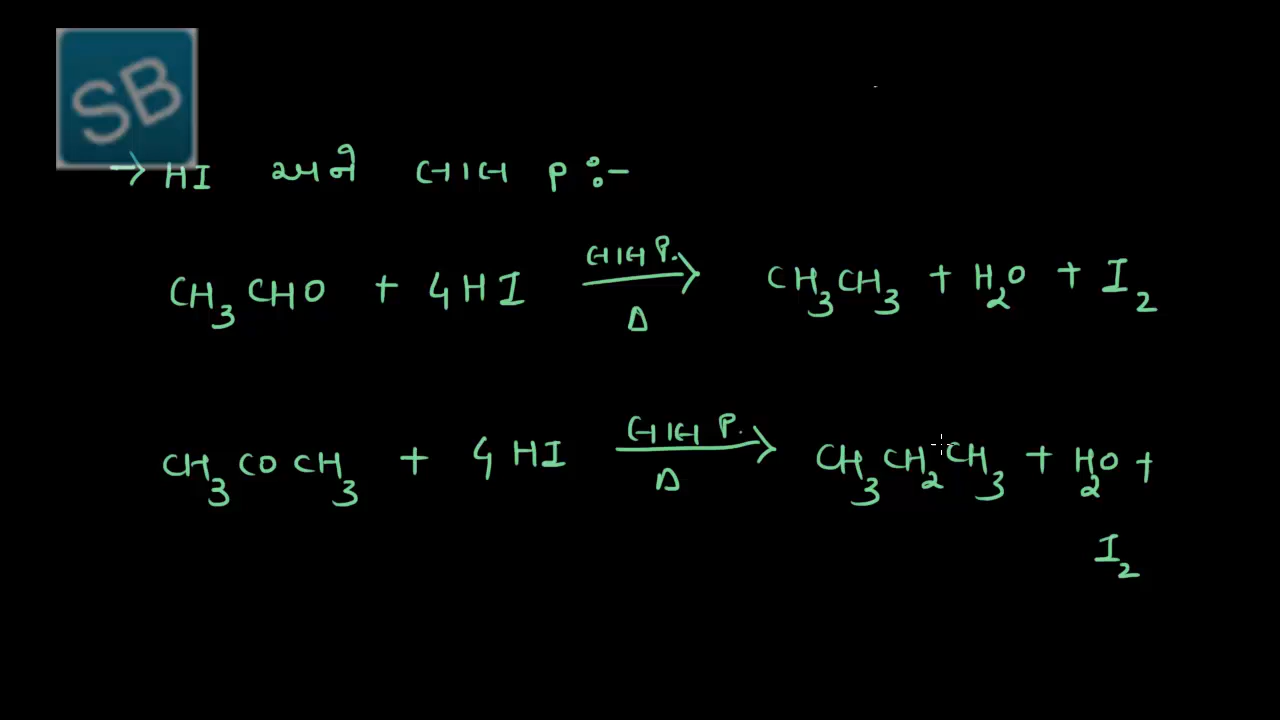 SB
→ HI અને લાલ P :-
CH₃CHO + 4HI લાલ P. → Δ CH₃CH₃ + H₂O + I₂
CH₃COCH₃ + 4HI લાલ P. → Δ CH₃CH₂CH₃ + H₂O +
I₂